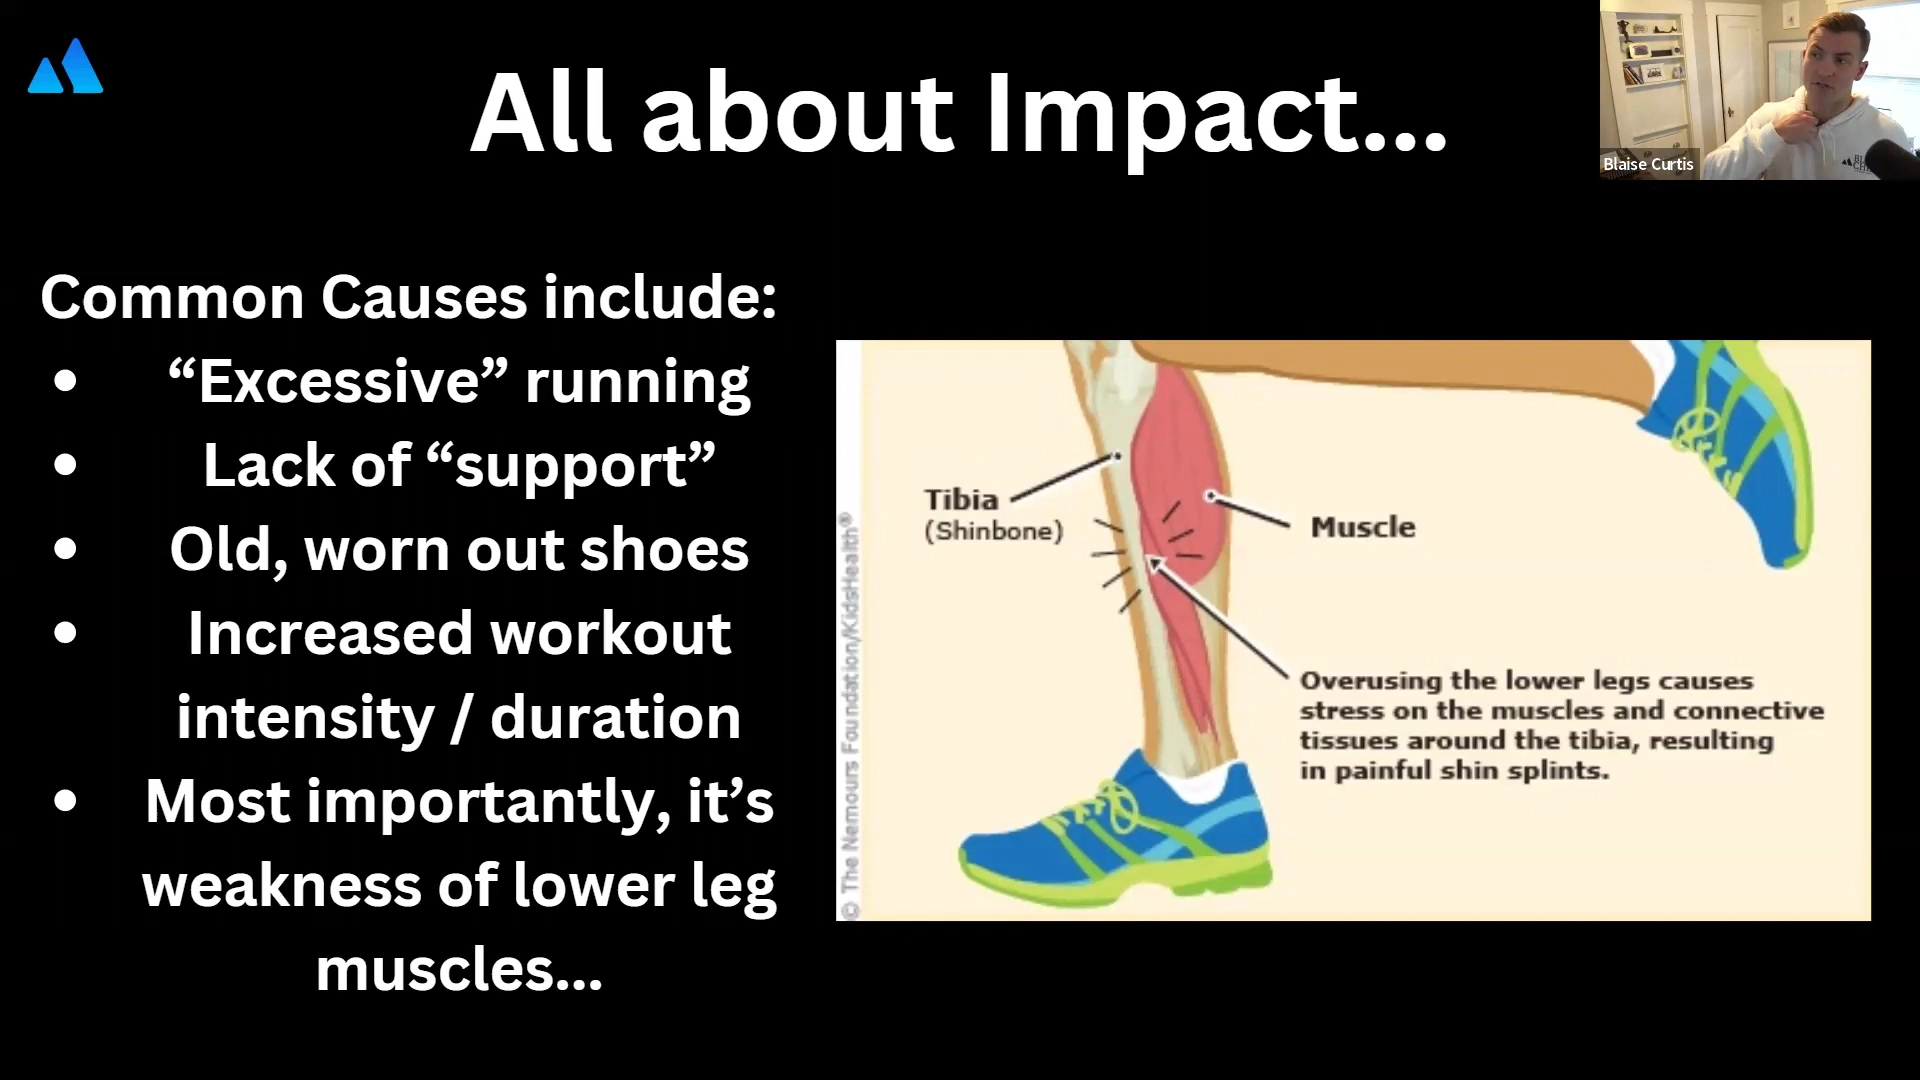 All about Impact...
Blaise Curtis
Common Causes include:
• “Excessive” running
• Lack of “support”
• Old, worn out shoes
• Increased workout
intensity / duration
• Most importantly, it’s
weakness of lower leg
muscles...
Tibia
(Shinbone)
Muscle
Overusing the lower legs causes
stress on the muscles and connective
tissues around the tibia, resulting
in painful shin splints.
© The Nemours Foundation/KidsHealth®